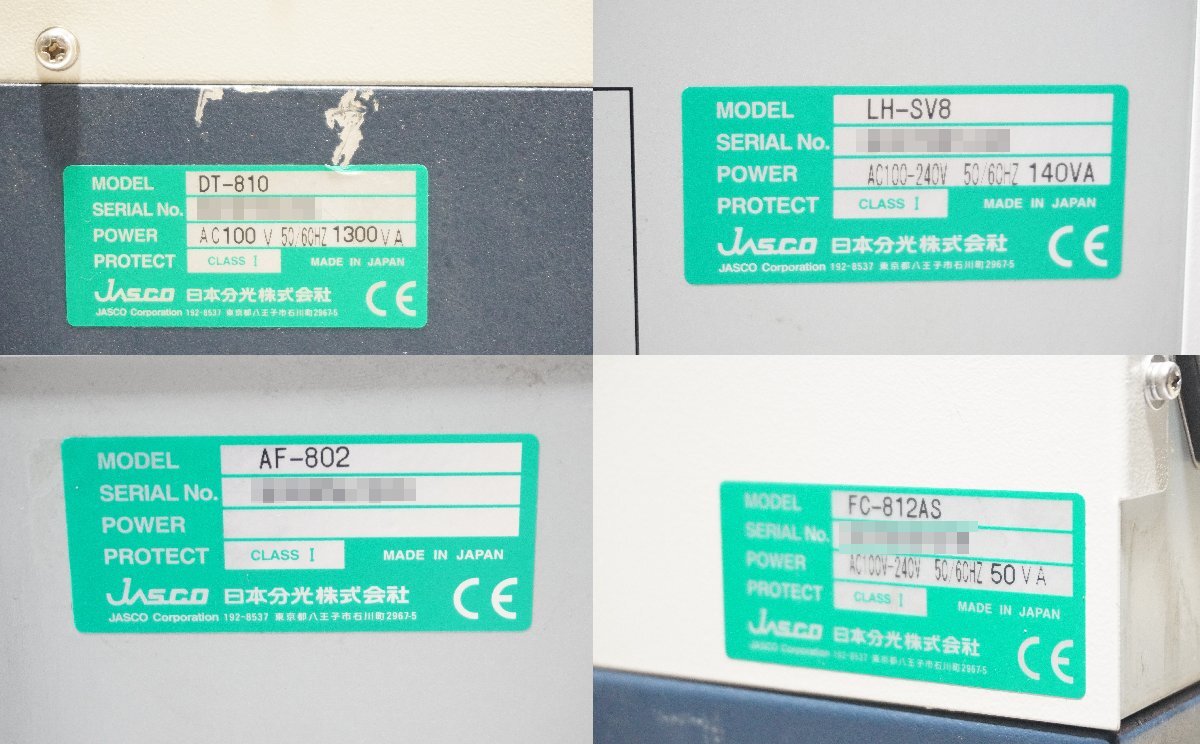 MODEL DT-810
SERIAL No.
POWER AC100 V 50/60HZ 1300 VA
PROTECT CLASS I MADE IN JAPAN
JASCO 日本分光株式会社
JASCO Corporation 192-8537 東京都八王子市石川町2967-5
CE
MODEL LH-SV8
SERIAL No.
POWER AC100-240V 50/60HZ 140VA
PROTECT CLASS I MADE IN JAPAN
JASCO 日本分光株式会社
JASCO Corporation 192-8537 東京都八王子市石川町2967-5
CE
MODEL AF-802
SERIAL No.
POWER
PROTECT CLASS I MADE IN JAPAN
JASCO 日本分光株式会社
JASCO Corporation 192-8537 東京都八王子市石川町2967-5
CE
MODEL FC-812AS
SERIAL No.
POWER AC100V-240V 50/60HZ 50 VA
PROTECT CLASS I MADE IN JAPAN
JASCO 日本分光株式会社
JASCO Corporation 192-8537 東京都八王子市石川町2967-5
CE